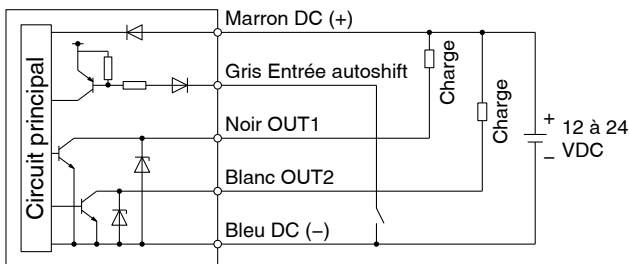 Circuit principal
Marron DC (+)
Gris Entrée autoshift
Noir OUT1
Blanc OUT2
Bleu DC (−)
Charge
Charge
+ 12 à 24
− VDC